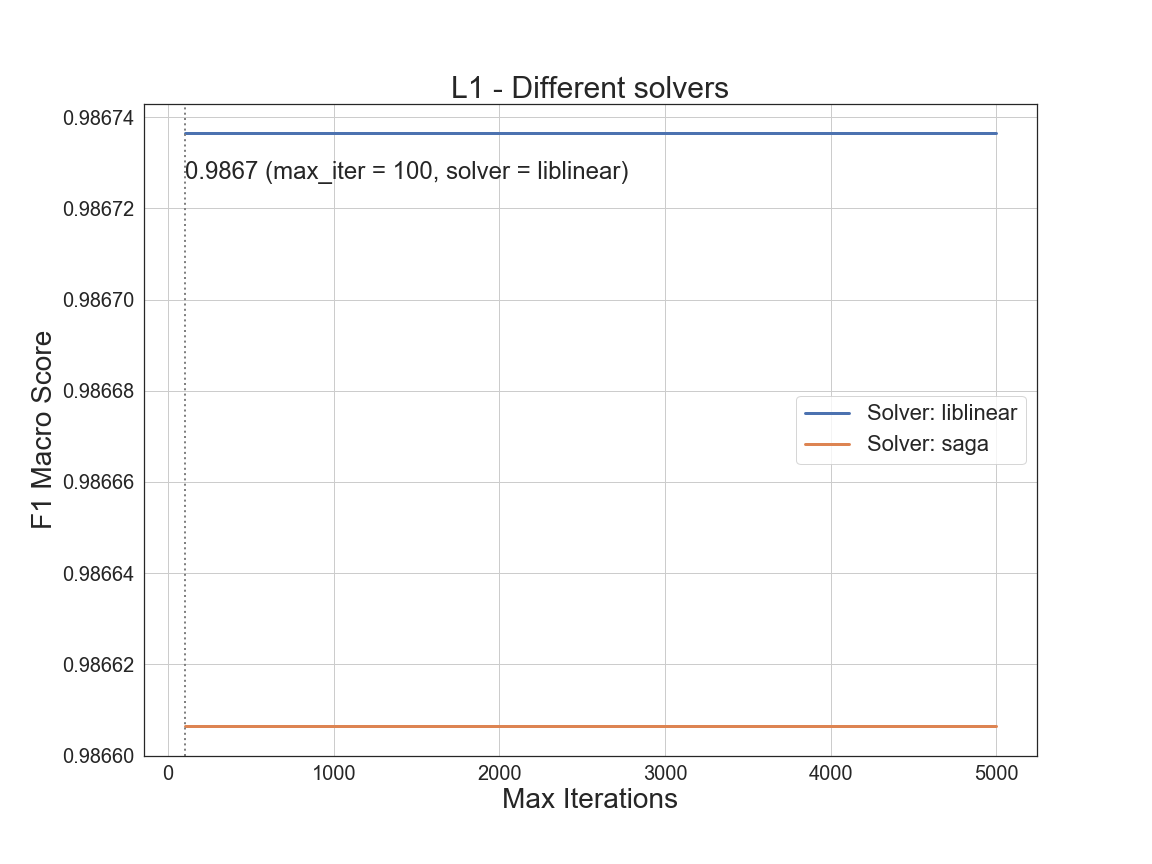 L1 - Different solvers
0.98674
0.9867 (max_iter = 100, solver = liblinear)
0.98672
0.98670
0.98668
Solver: liblinear
Solver: saga
0.98666
0.98664
0.98662
0.98660
F1 Macro Score
0 1000 2000 3000 4000 5000
Max Iterations